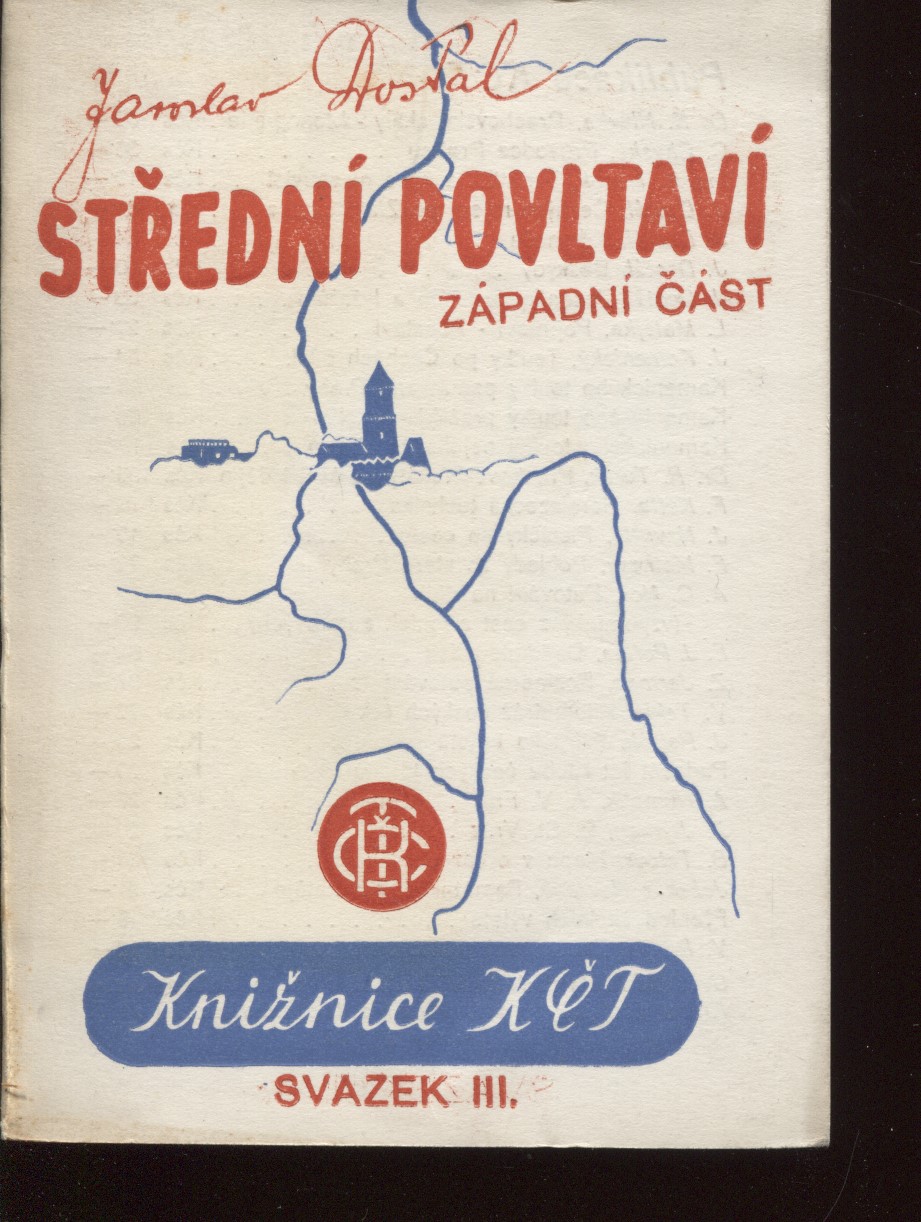 Jaroslav Dostál
STŘEDNÍ POVLTAVÍ
ZÁPADNÍ ČÁST
KČT
Knižnice KČT
SVAZEK III.